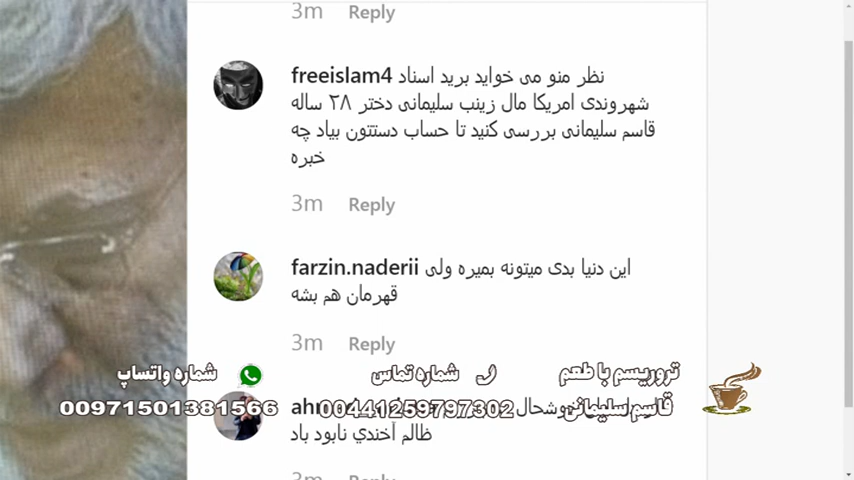 3m Reply
freeislam4 نظر منو می خواید برید اسناد
شهروندی امریکا مال زینب سلیمانی دختر ۲۸ ساله
قاسم سلیمانی بررسی کنید تا حساب دستتون بیاد چه
خبره
3m Reply
farzin.naderii این دنیا بدی میتونه بمیره ولی
قهرمان هم بشه
3m Reply
ظالم آخندي نابود باد
3m Reply
تروریسم با طعم
قاسم سلیمانی
شماره تماس
00441259797302
شماره واتساپ
00971501381566